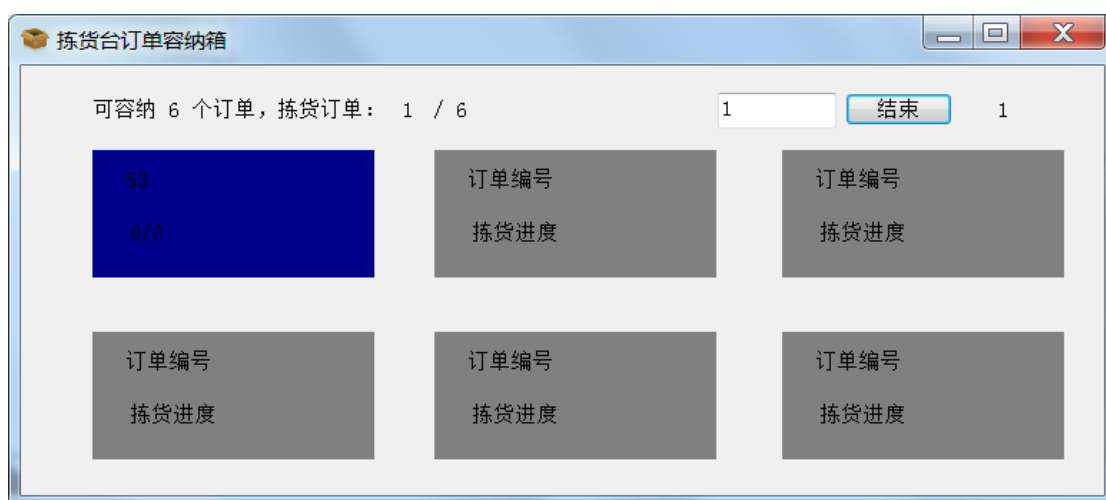 拣货台订单容纳箱
可容纳 6 个订单，拣货订单： 1 / 6 1 结束 1
53 订单编号 订单编号
0/3 拣货进度 拣货进度
订单编号 订单编号 订单编号
拣货进度 拣货进度 拣货进度